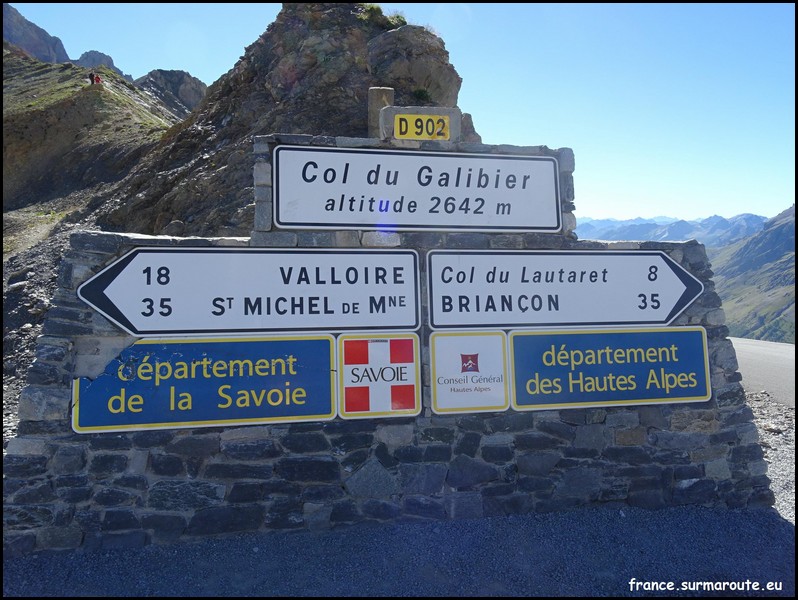 D 902
Col du Galibier
altitude 2642 m
18 VALLOIRE
35 ST MICHEL DE MNE
Col du Lautaret 8
BRIANÇON 35
département
de la Savoie
SAVOIE
Conseil Général
Hautes Alpes
département
des Hautes Alpes
france.surmaroute.eu